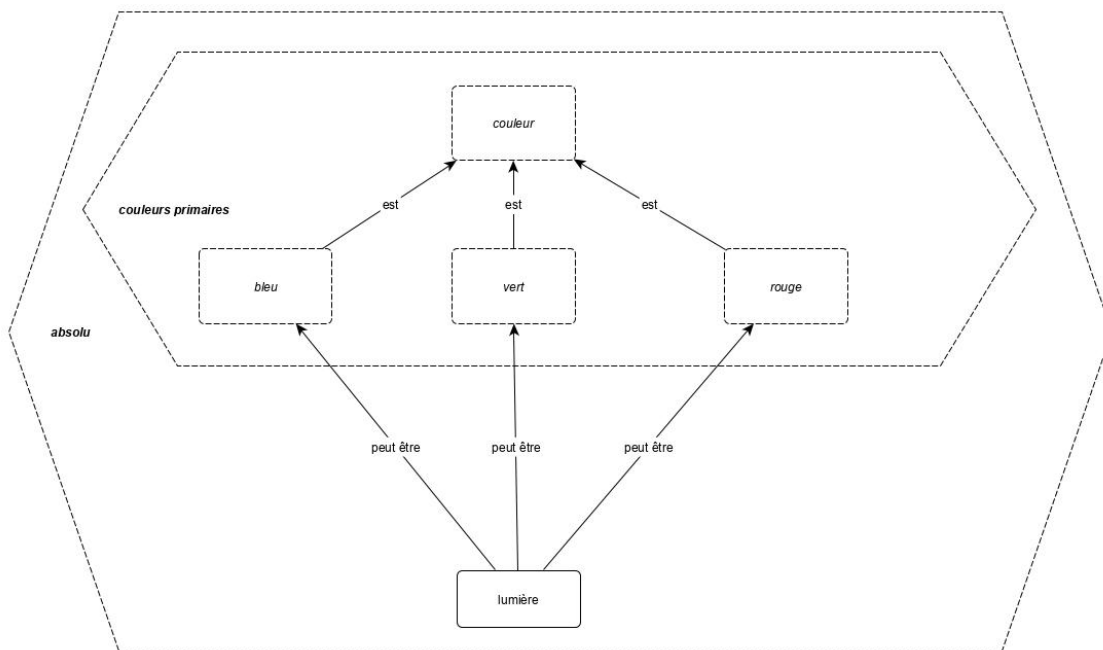 couleur
est
est
est
couleurs primaires
bleu
vert
rouge
absolu
peut être
peut être
peut être
lumière